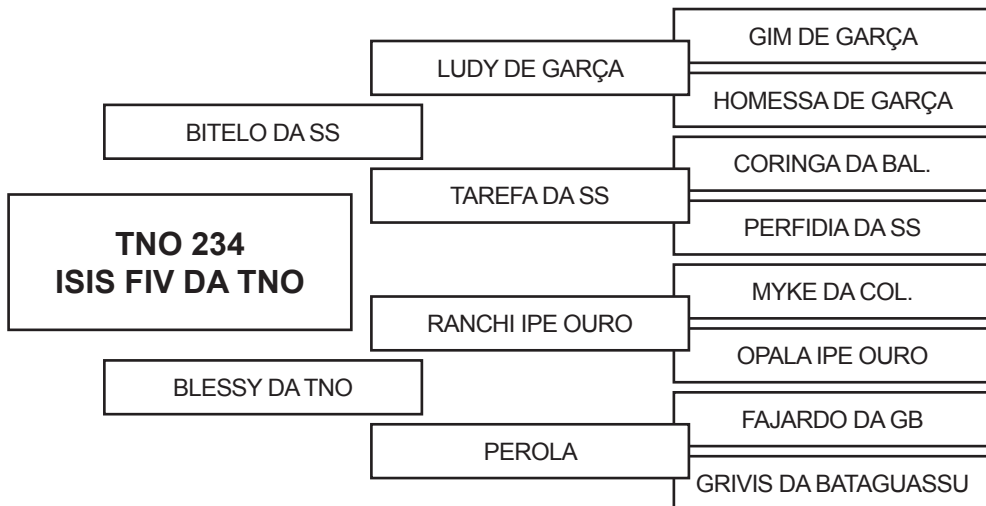 GIM DE GARÇA
LUDY DE GARÇA
HOMESSA DE GARÇA
BITELO DA SS
CORINGA DA BAL.
TAREFA DA SS
PERFIDIA DA SS
TNO 234
ISIS FIV DA TNO
MYKE DA COL.
RANCHI IPE OURO
OPALA IPE OURO
BLESSY DA TNO
FAJARDO DA GB
PEROLA
GRIVIS DA BATAGUASSU